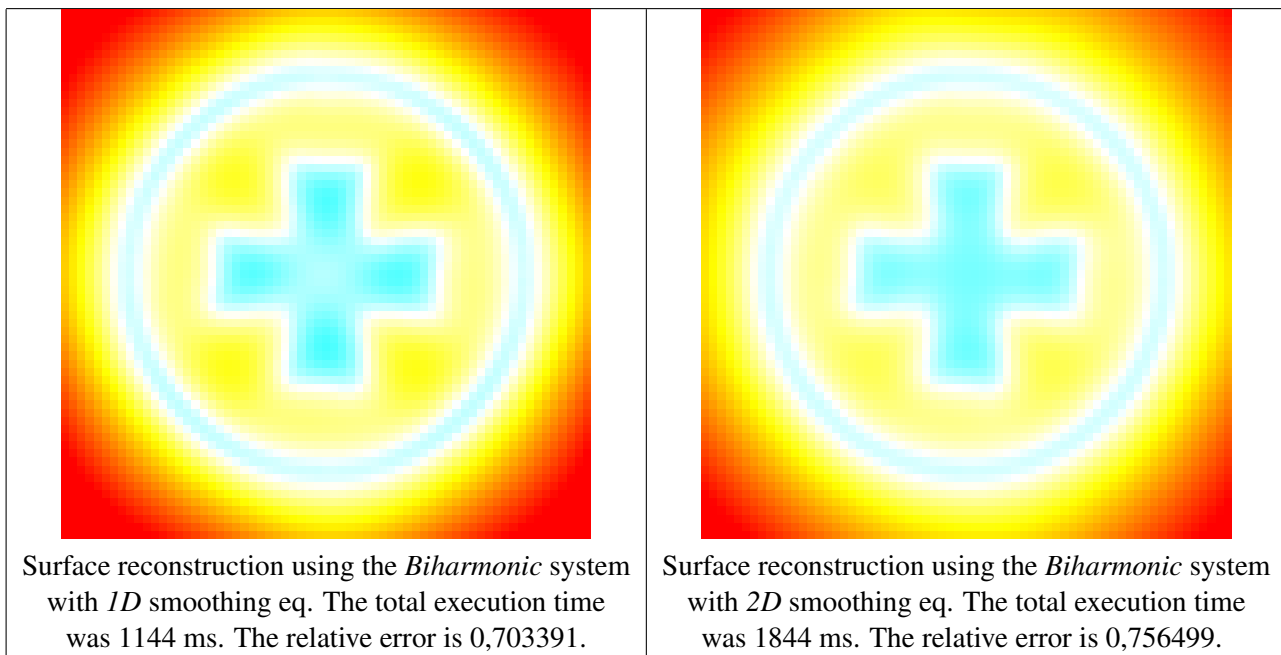 Surface reconstruction using the Biharmonic system
with 1D smoothing eq. The total execution time
was 1144 ms. The relative error is 0,703391.
Surface reconstruction using the Biharmonic system
with 2D smoothing eq. The total execution time
was 1844 ms. The relative error is 0,756499.